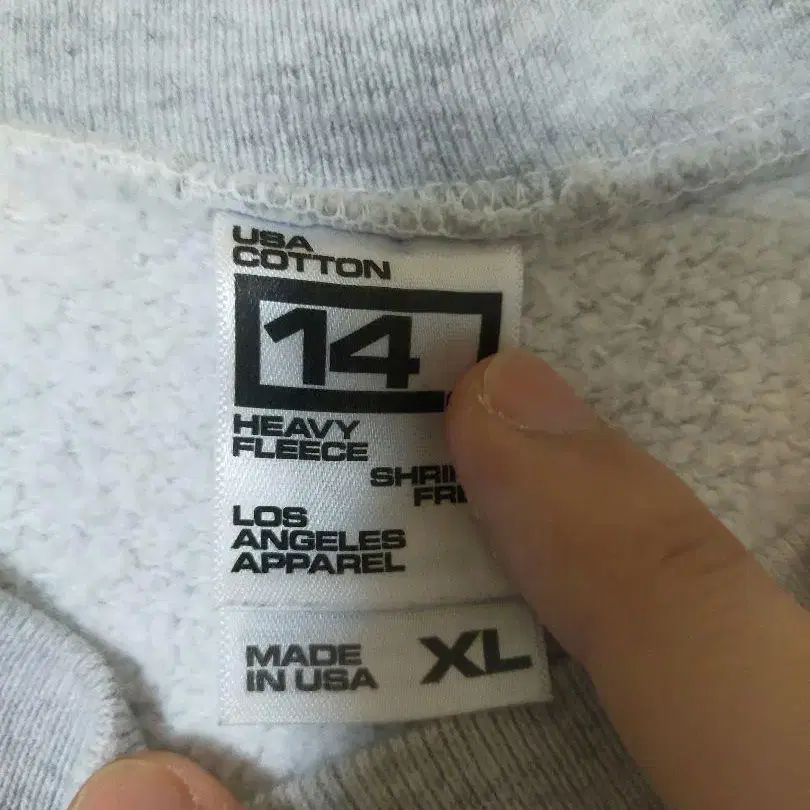 USA
COTTON
14
HEAVY
FLEECE
LOS
ANGELES
APPAREL
MADE
IN USA
XL